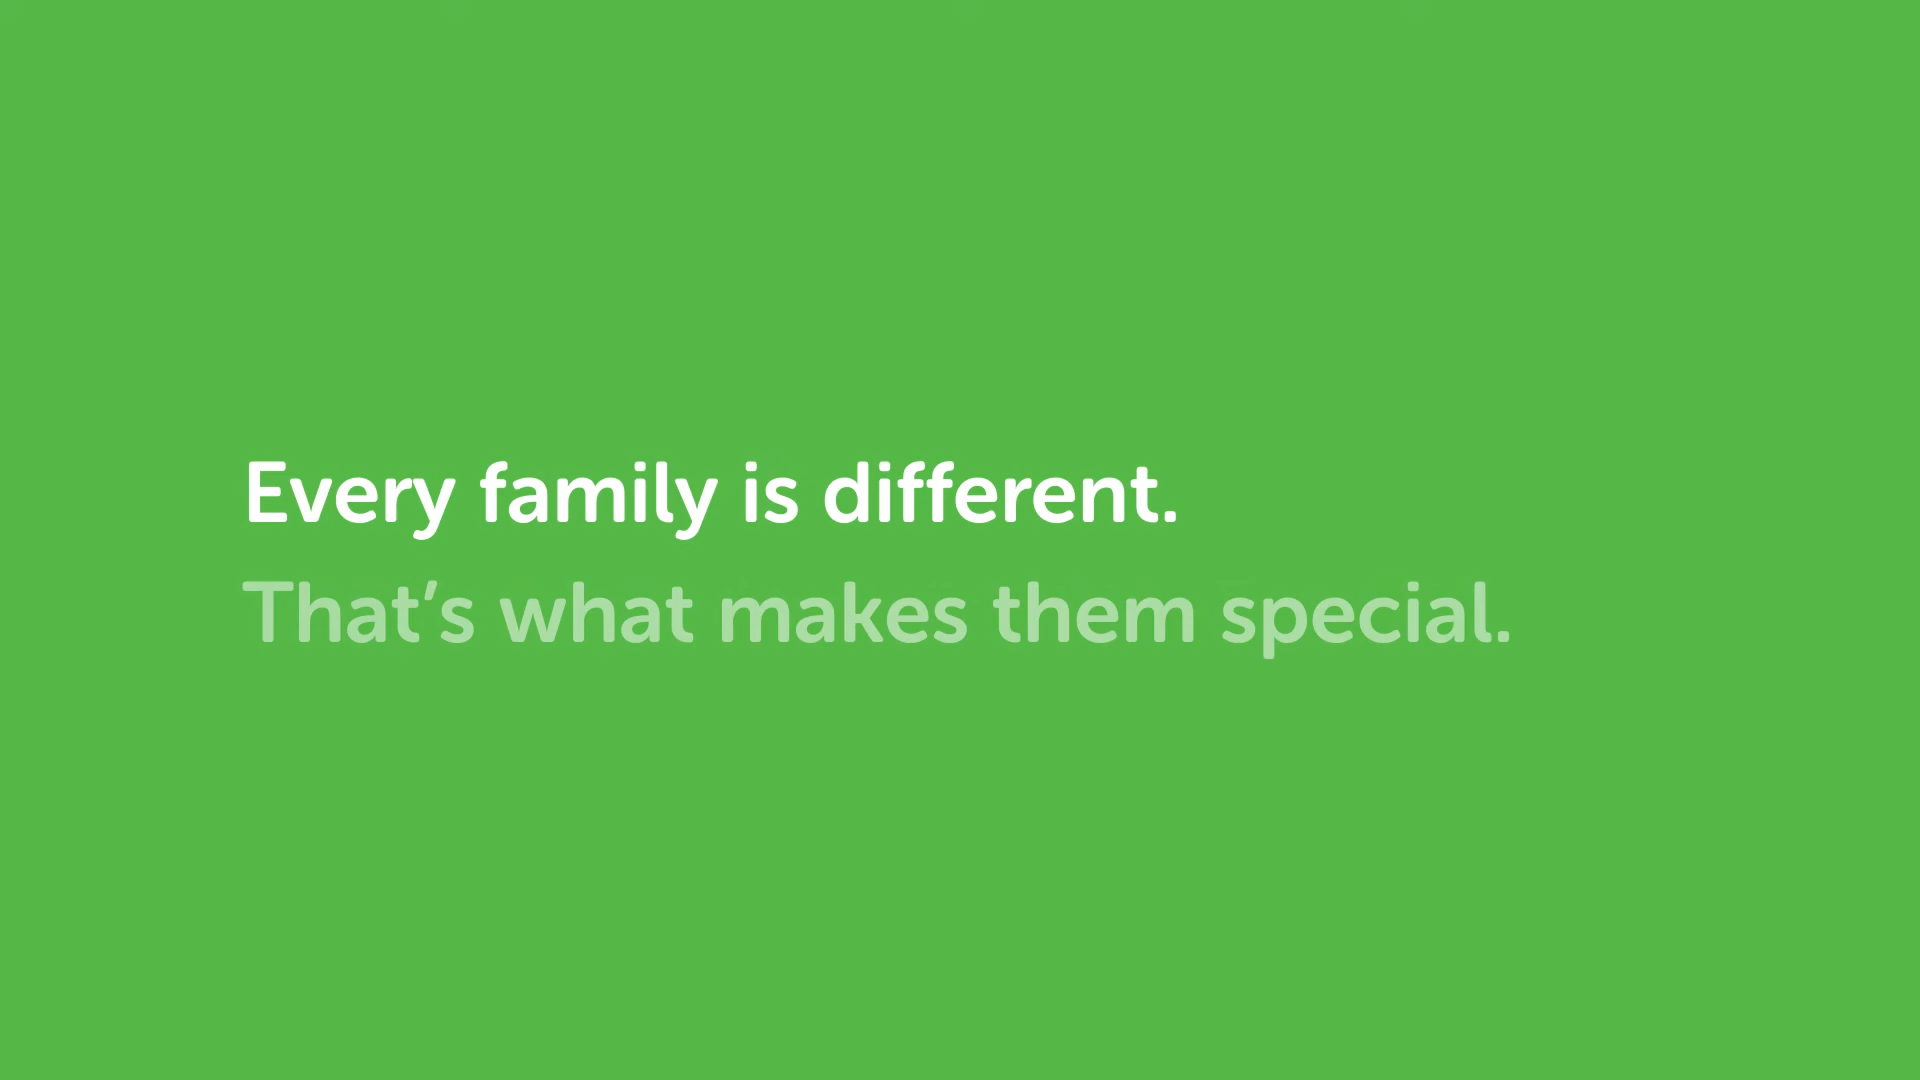 Every family is different.
That’s what makes them special.